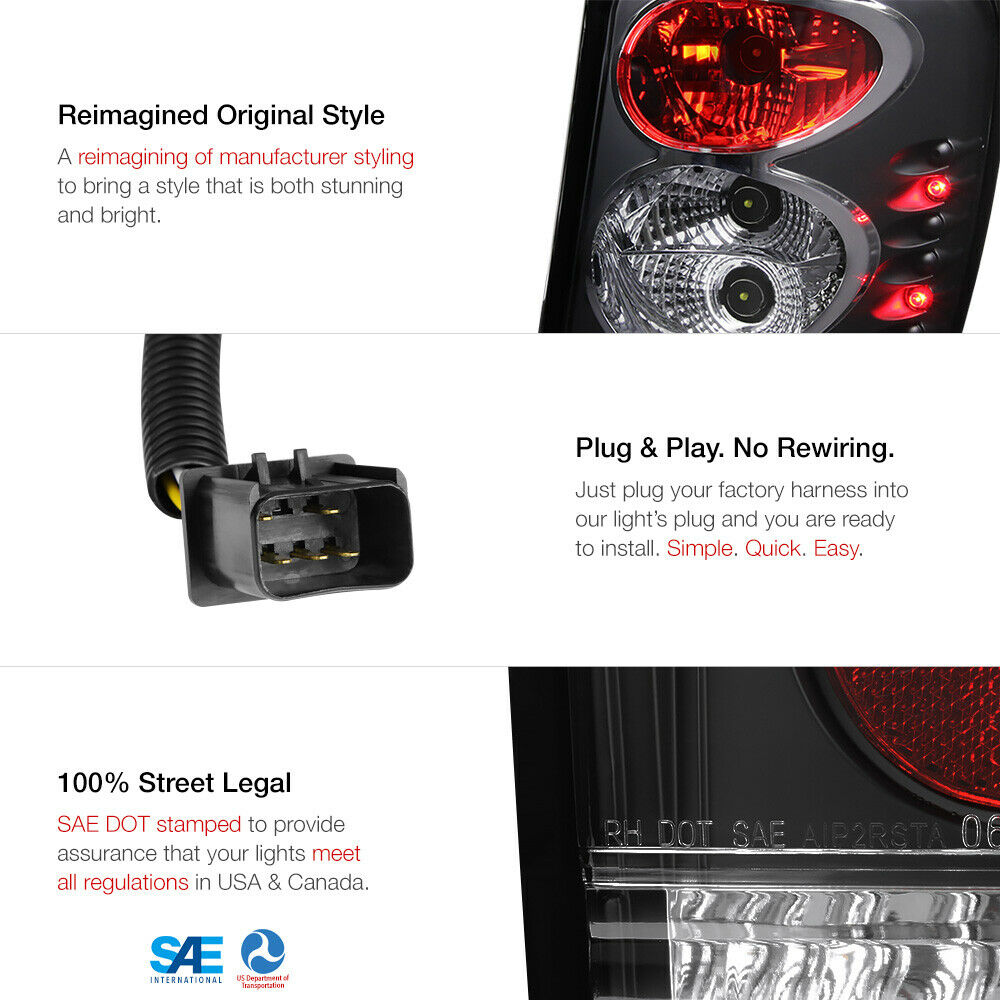 Reimagined Original Style
A reimagining of manufacturer styling
to bring a style that is both stunning
and bright.
Plug & Play. No Rewiring.
Just plug your factory harness into
our light's plug and you are ready
to install. Simple. Quick. Easy.
100% Street Legal
SAE DOT stamped to provide
assurance that your lights meet
all regulations in USA & Canada.
RH DOT SAE AIP2RSTA 06
SAE
INTERNATIONAL
US Department of
Transportation